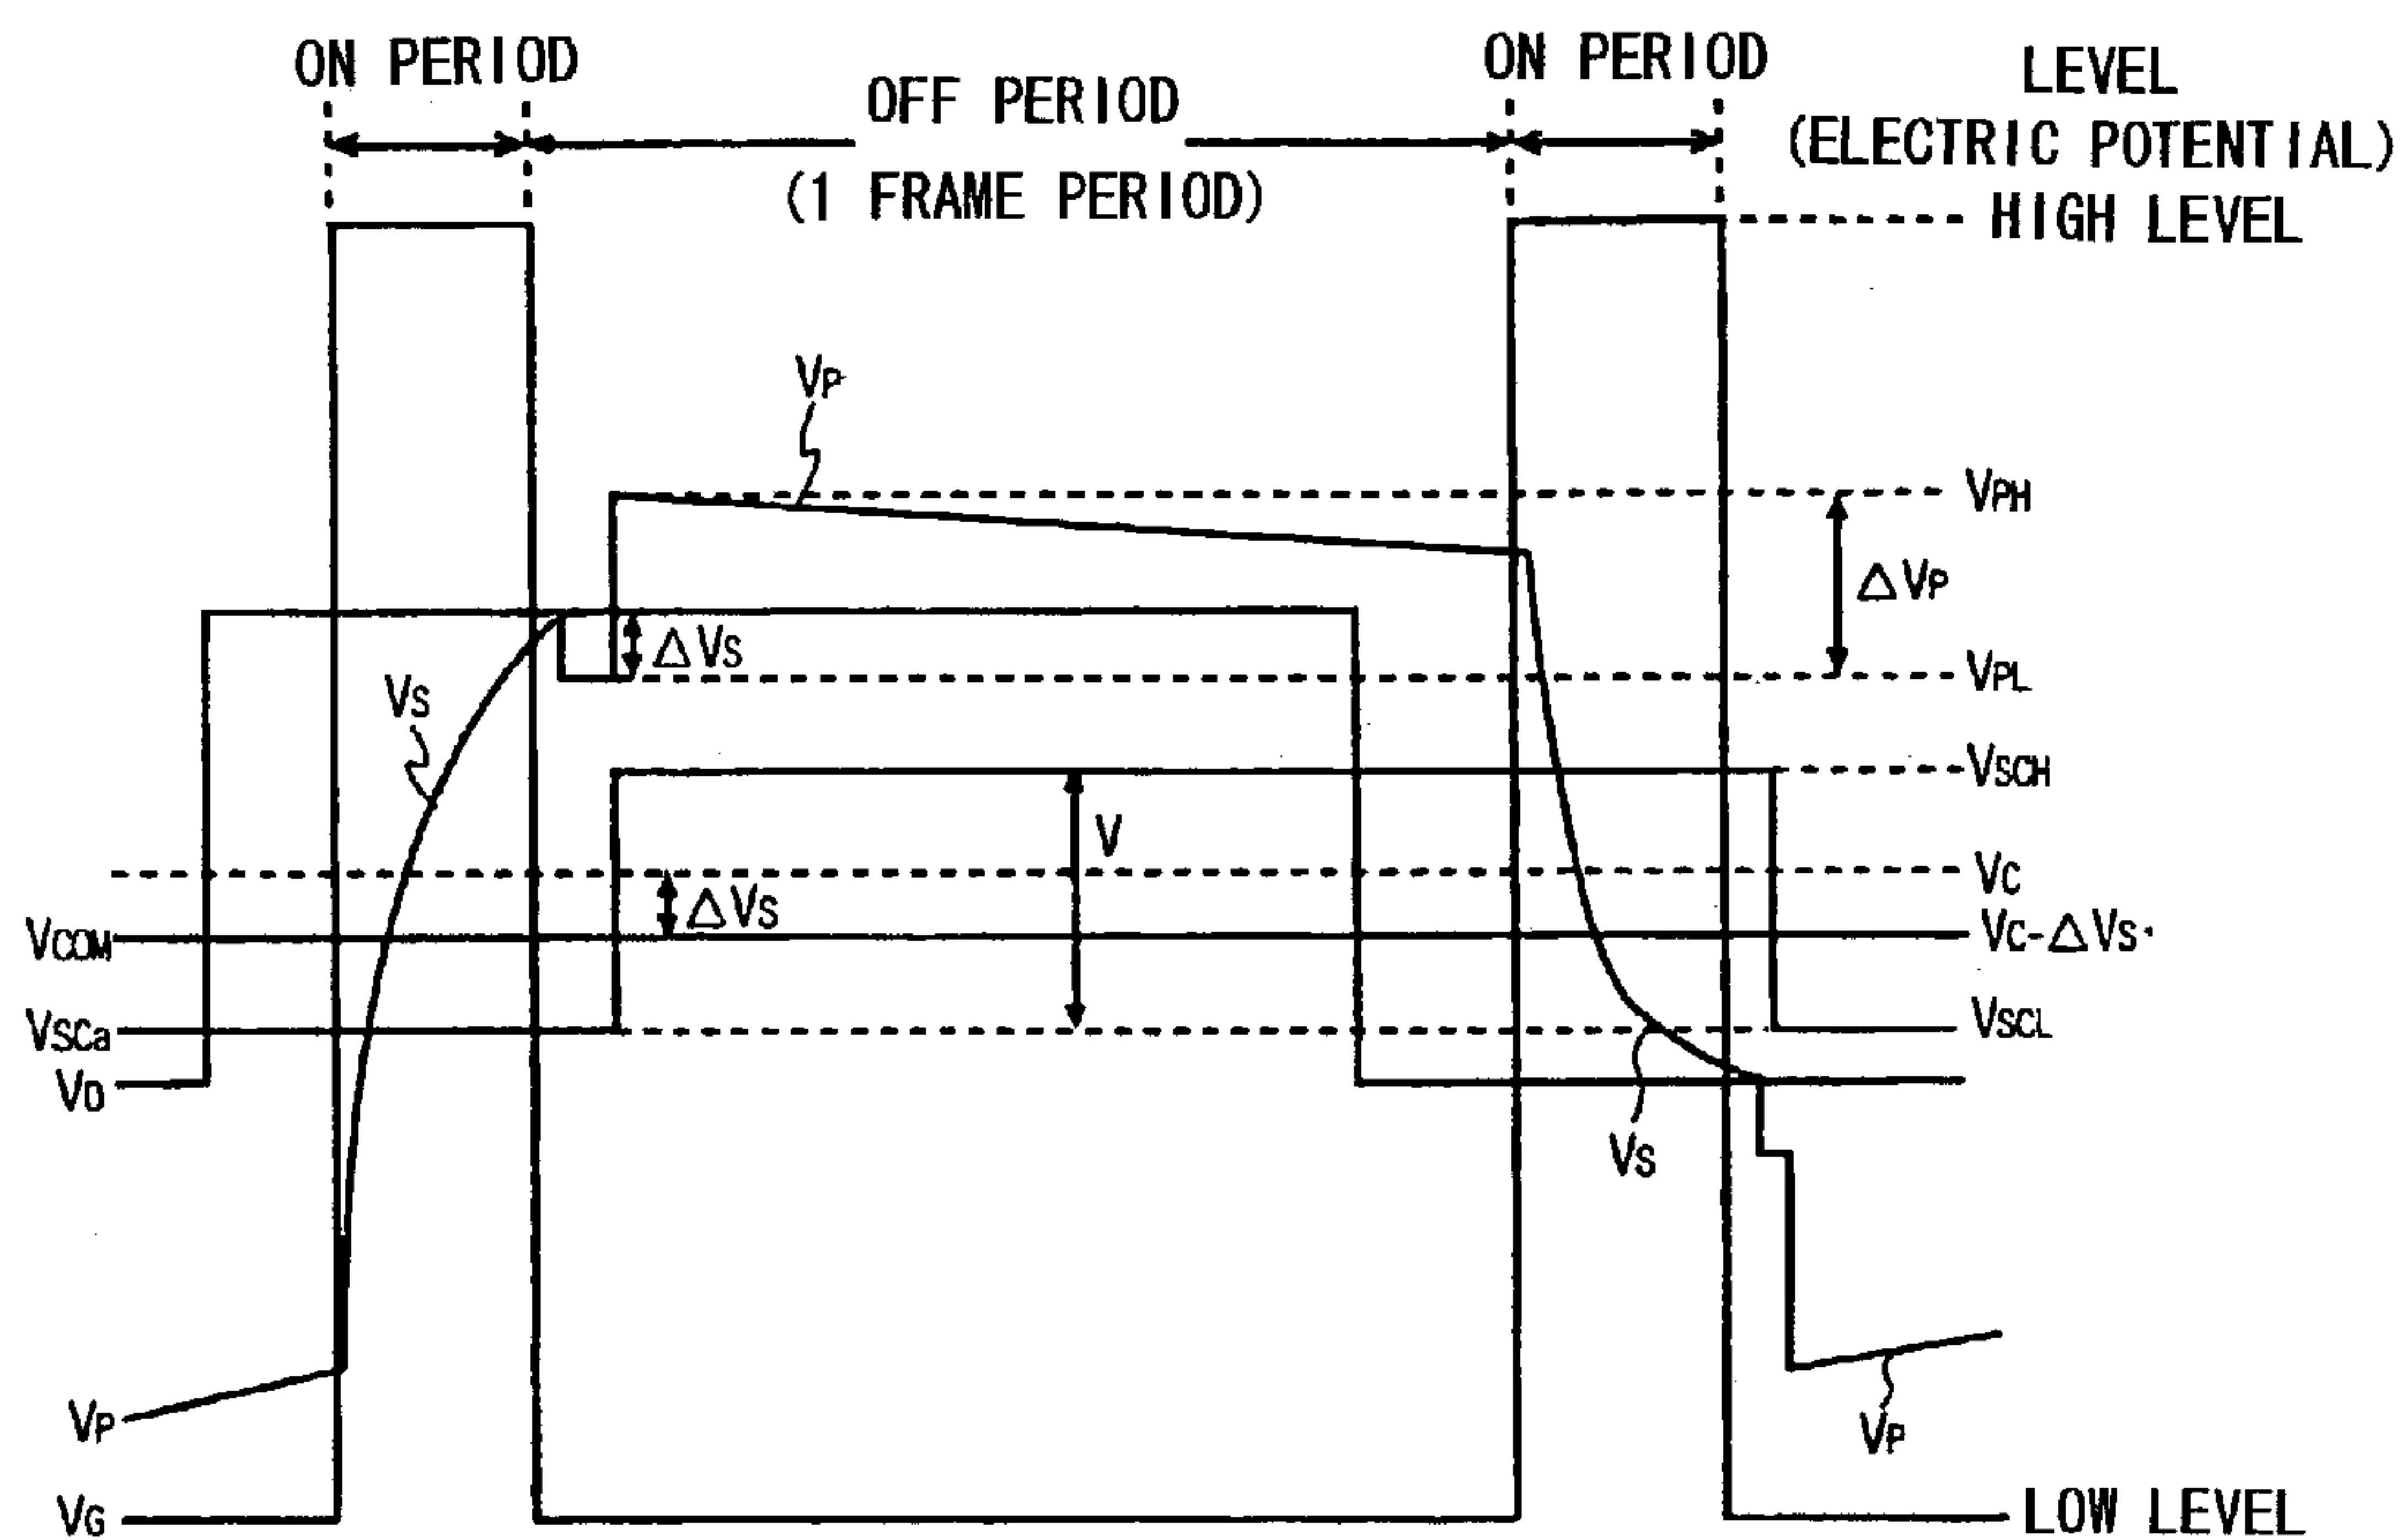 ON PERIOD
OFF PERIOD
(1 FRAME PERIOD)
ON PERIOD
LEVEL
(ELECTRIC POTENTIAL)
HIGH LEVEL
VP
VPH
ΔVP
ΔVS
VPL
VS
VSCH
V
VC
ΔVS
VCOM
VC-ΔVS
VSCa
VSCL
VD
VS
VP
VP
VG
LOW LEVEL